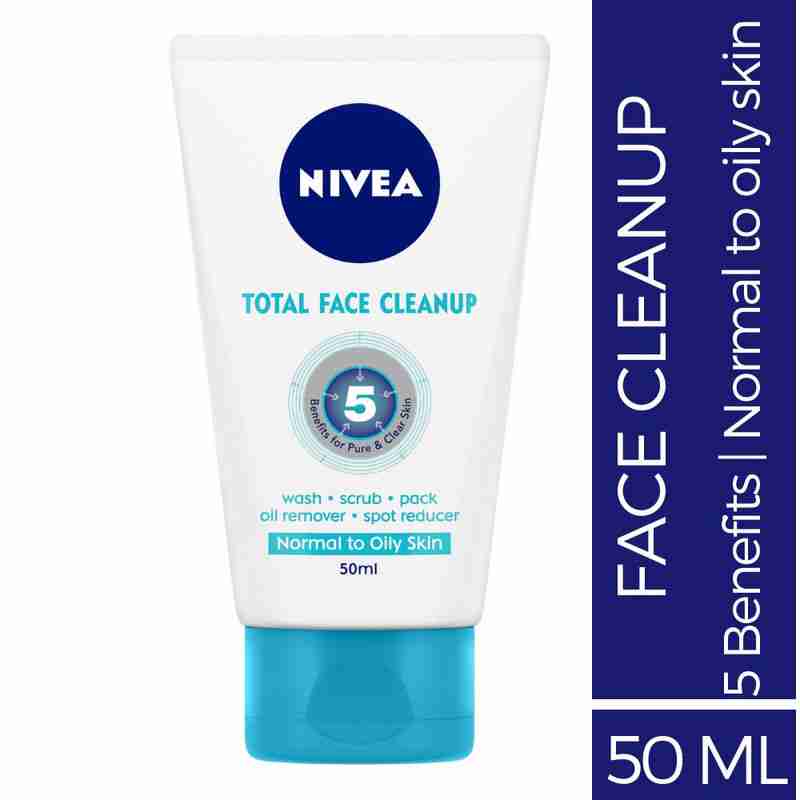 NIVEA
TOTAL FACE CLEANUP
5
Benefits for Pure & Clear Skin
wash • scrub • pack
oil remover • spot reducer
Normal to Oily Skin
50ml
FACE CLEANUP
5 Benefits | Normal to oily skin
50 ML